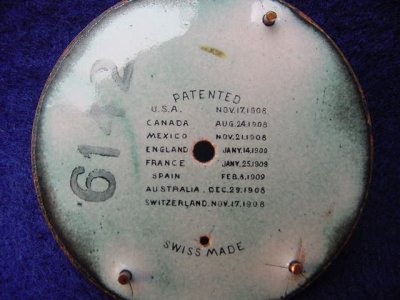 PATENTED
U.S.A. NOV.17.1908
CANADA AUG.24.1908
MEXICO NOV.21.1908
ENGLAND JANY.14.1909
FRANCE JANY.25.1909
SPAIN FEB.8.1909
AUSTRALIA. DEC.29.1908
SWITZERLAND. NOV.17.1908
SWISS MADE